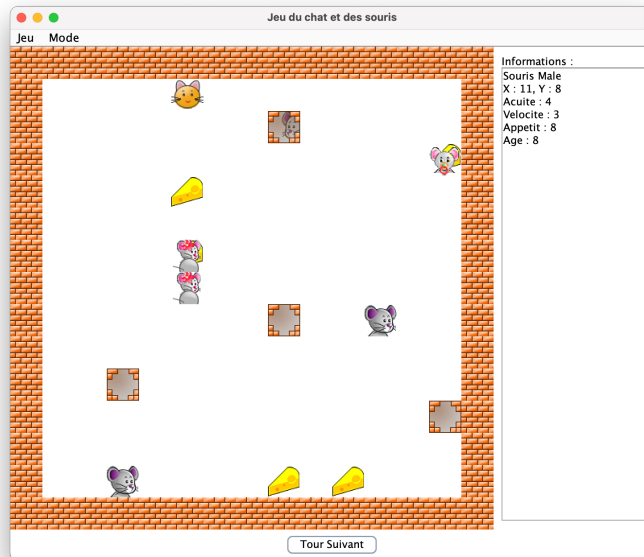 Jeu du chat et des souris
Jeu Mode
Informations :
Souris Male
X : 11, Y : 8
Acuite : 4
Velocite : 3
Appetit : 8
Age : 8
Tour Suivant